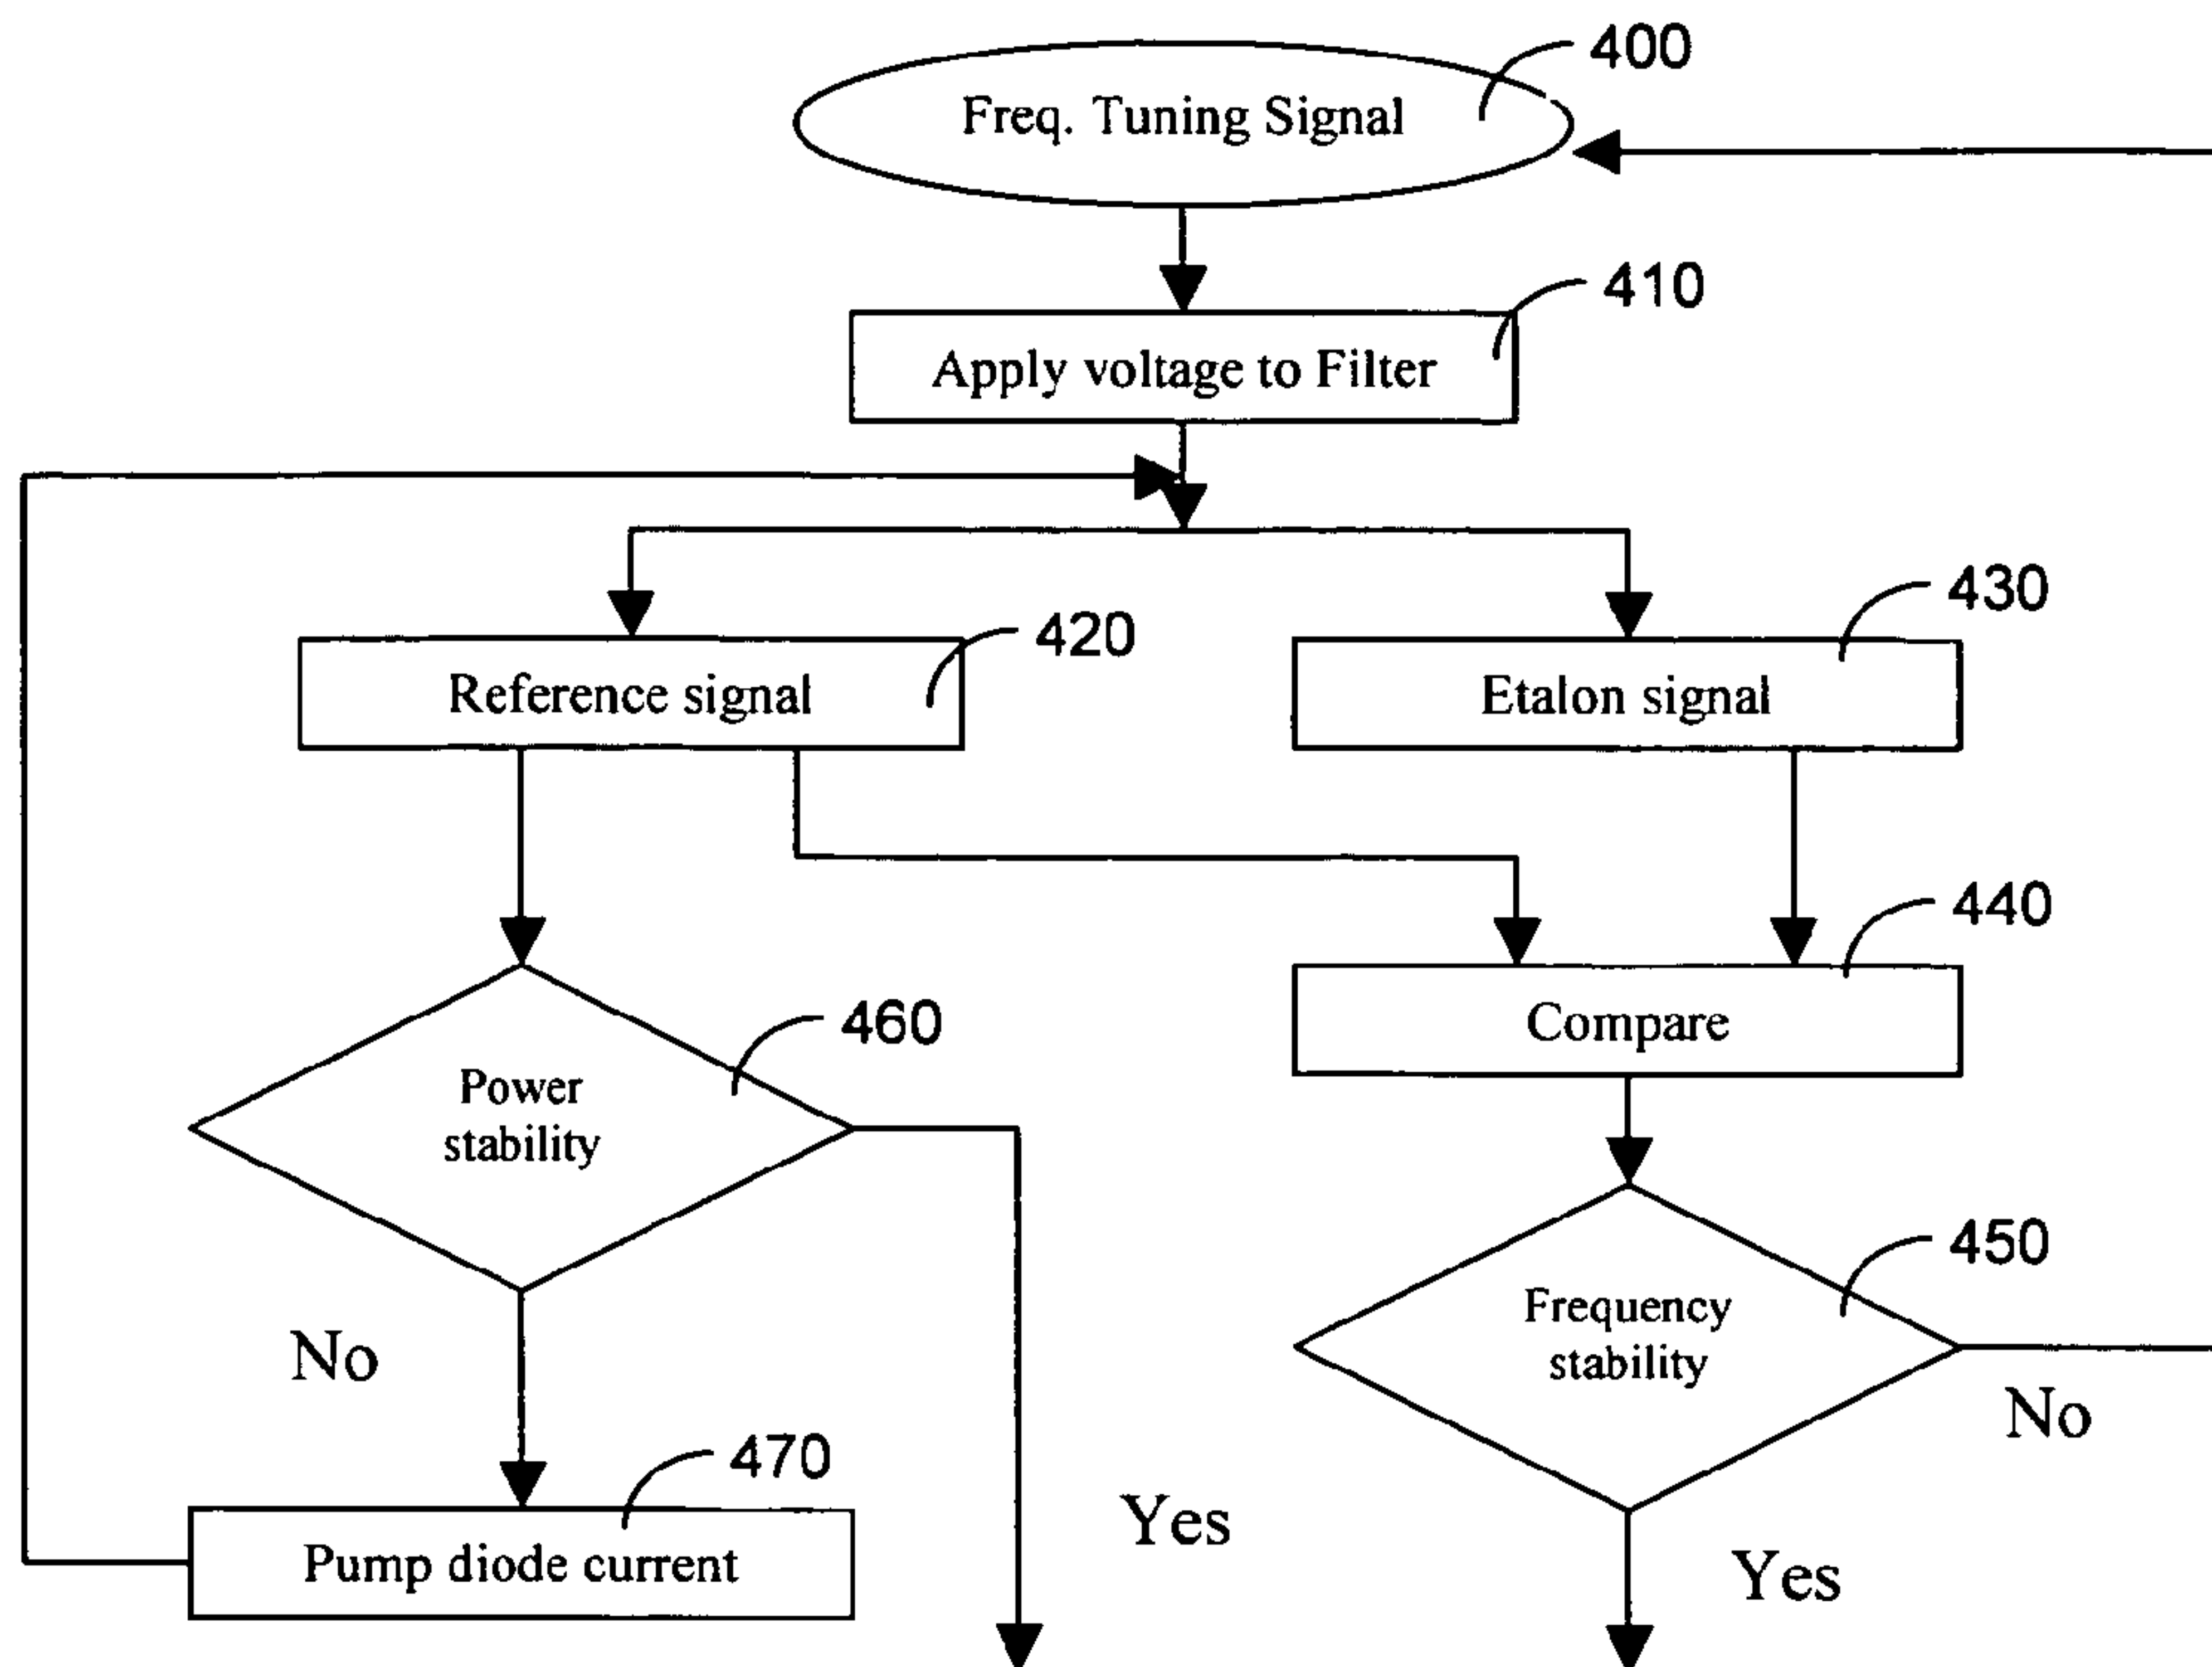 400
Freq. Tuning Signal
410
Apply voltage to Filter
420
Reference signal
430
Etalon signal
440
Compare
460
Power
stability
450
Frequency
stability
No
No
470
Pump diode current
Yes
Yes